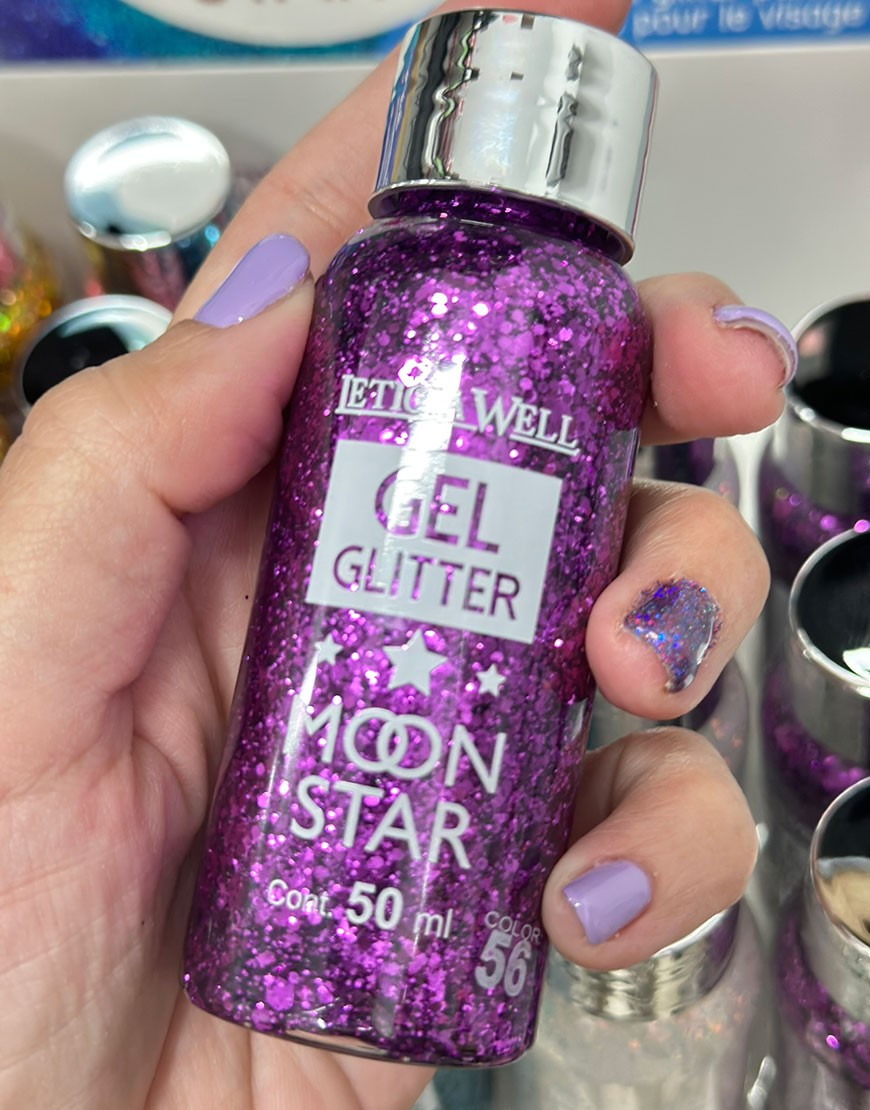 pour le visage
LETICIA WELL
GEL
GLITTER
MOON
STAR
Cont. 50 ml
COLOR
56